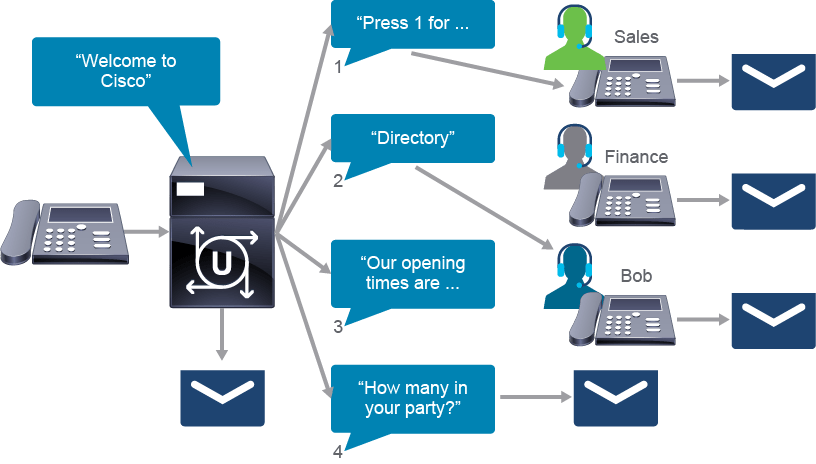 “Welcome to
Cisco”
U
“Press 1 for ...
1
Sales
“Directory”
2
Finance
“Our opening
times are ...
3
Bob
“How many in
your party?”
4